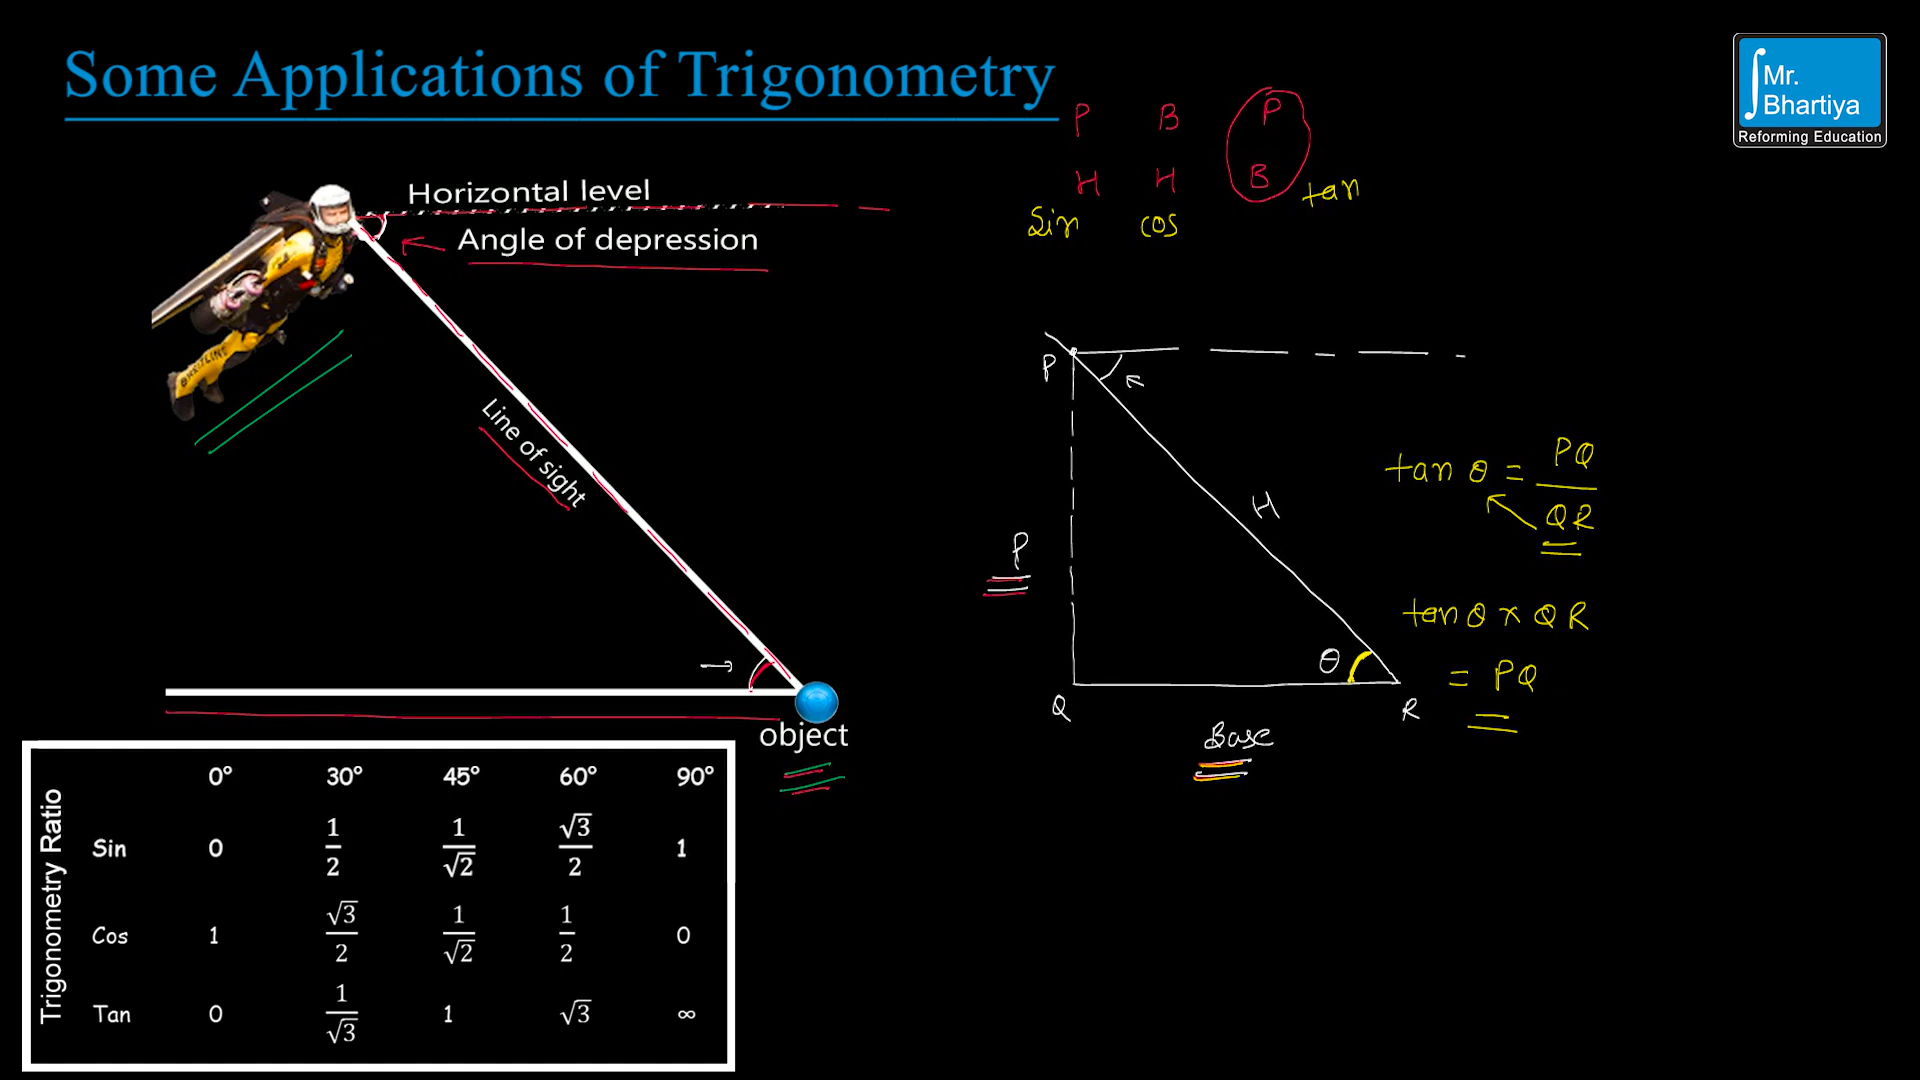 Some Applications of Trigonometry
Mr.
Bhartiya
Reforming Education
P B P
H H B
Sin cos tan
Horizontal level
Angle of depression
Line of sight
object
P
H
P
θ
Q
R
Base
tan θ = PQ
QR
tanθ × QR
= PQ
Trigonometry Ratio
0° 30° 45° 60° 90°
Sin 0 1/2 1/√2 √3/2 1
Cos 1 √3/2 1/√2 1/2 0
Tan 0 1/√3 1 √3 ∞